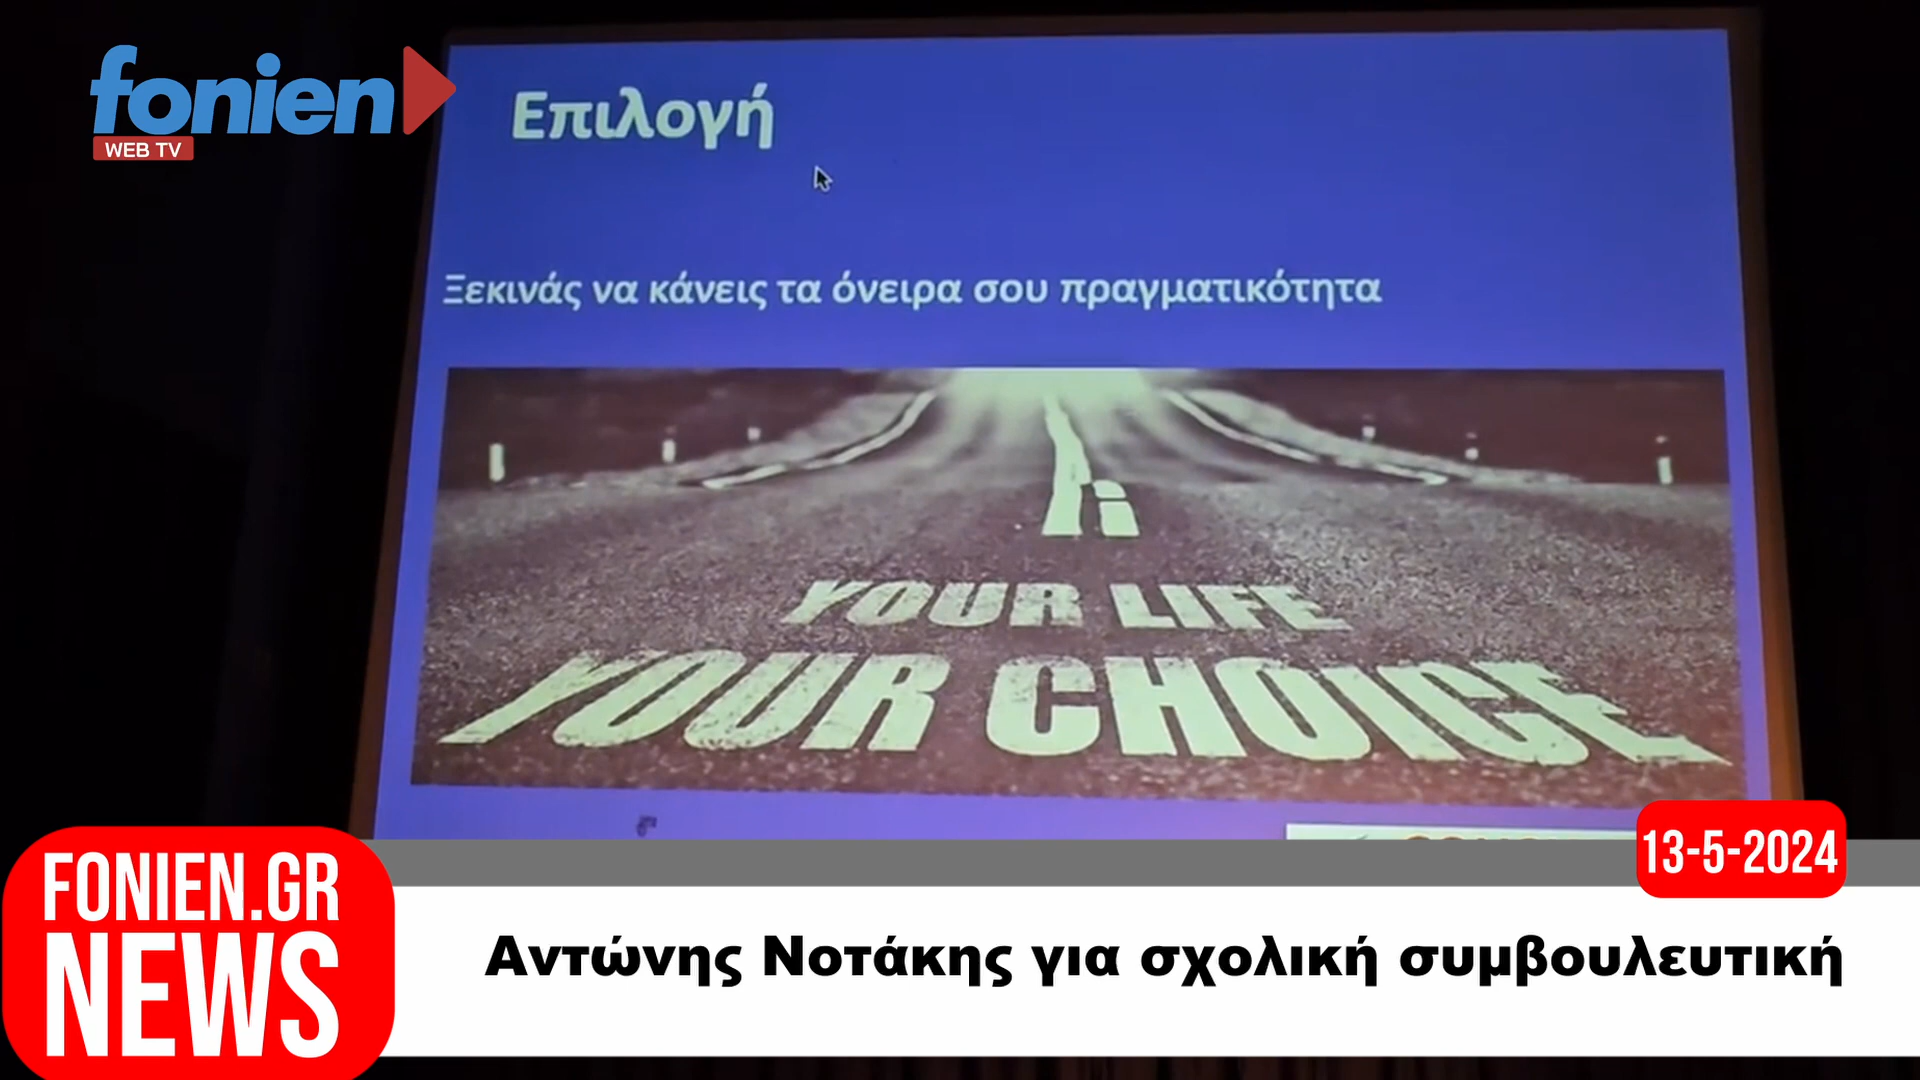 fonien
WEB TV
Επιλογή
Ξεκινάς να κάνεις τα όνειρα σου πραγματικότητα
YOUR LIFE
YOUR CHOICE
13-5-2024
FONIEN.GR
NEWS
Αντώνης Νοτάκης για σχολική συμβουλευτική